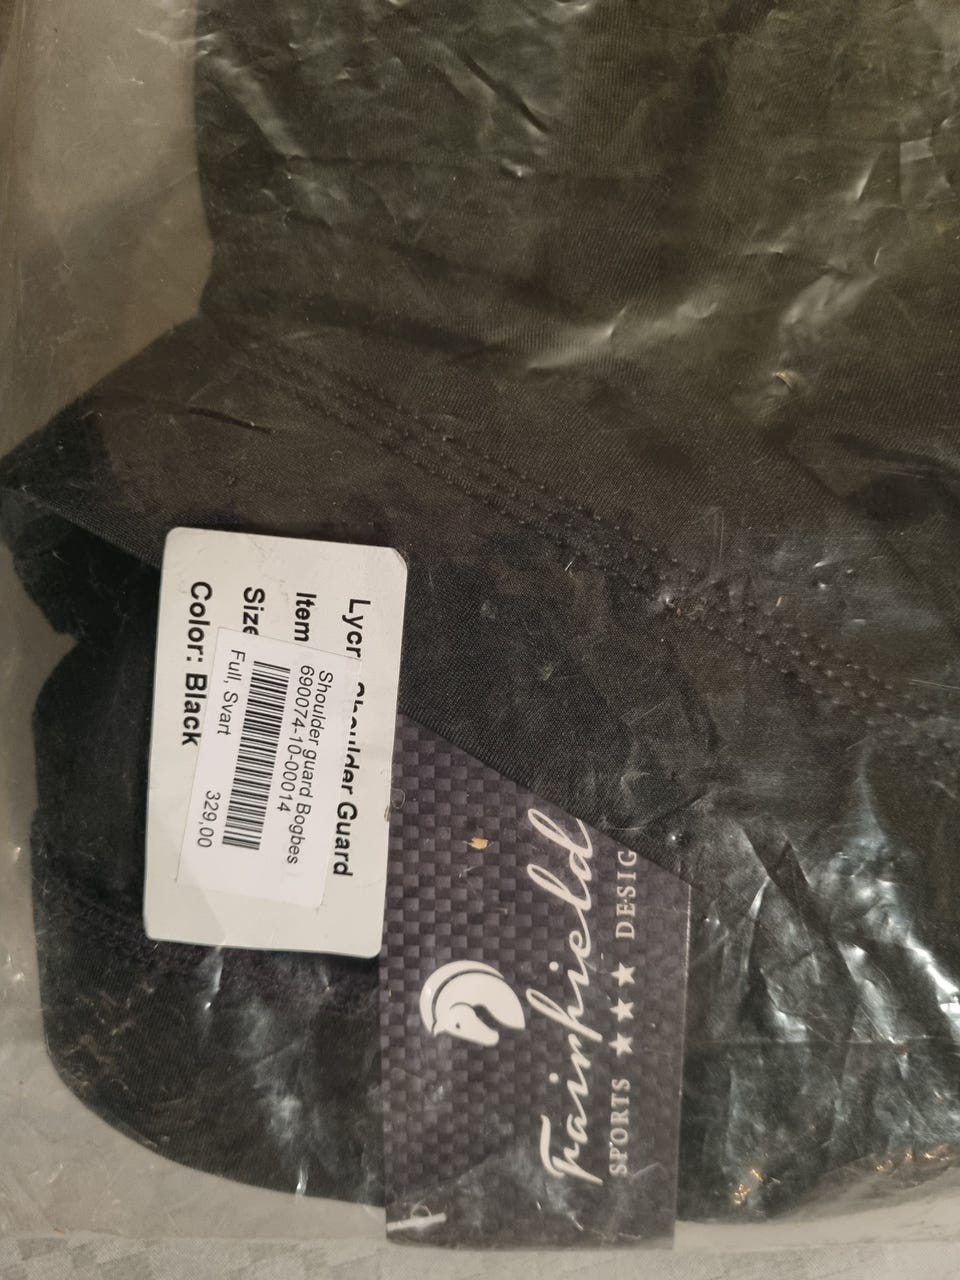 Lycr Shoulder Guard
Item
Size
Color: Black
Shoulder guard Bogbes
690074-10-00014
Full, Svart 329,00
Fairfield
SPORTS ★★★ DESIG